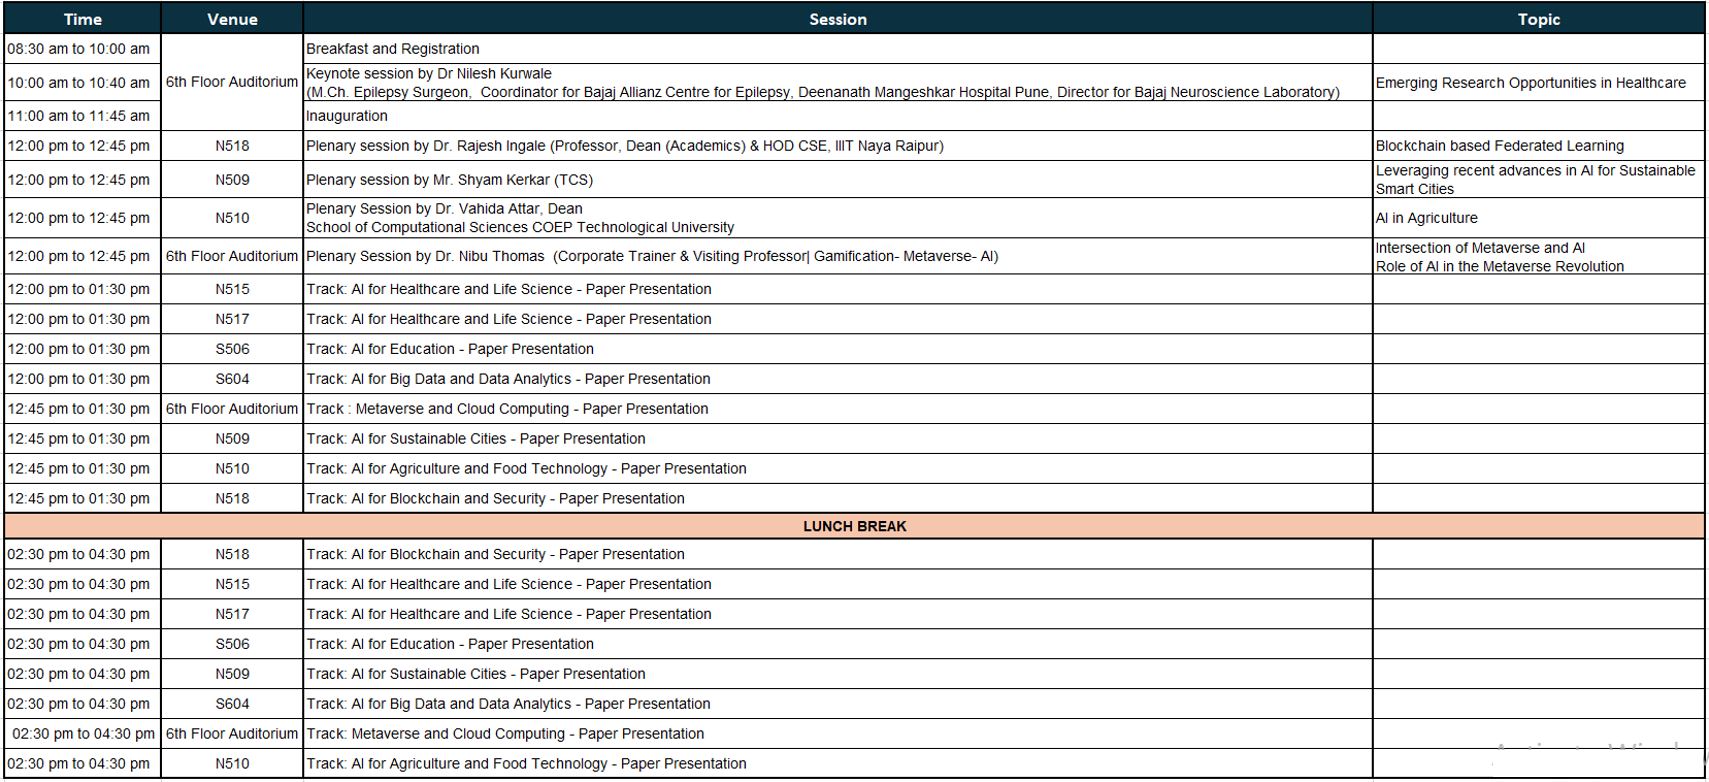 Time Venue Session Topic
08:30 am to 10:00 am Breakfast and Registration
6th Floor Auditorium
10:00 am to 10:40 am Keynote session by Dr Nilesh Kurwale
(M.Ch. Epilepsy Surgeon, Coordinator for Bajaj Allianz Centre for Epilepsy, Deenanath Mangeshkar Hospital Pune, Director for Bajaj Neuroscience Laboratory)
Emerging Research Opportunities in Healthcare
11:00 am to 11:45 am Inauguration
12:00 pm to 12:45 pm N518 Plenary session by Dr. Rajesh Ingale (Professor, Dean (Academics) & HOD CSE, IIIT Naya Raipur) Blockchain based Federated Learning
12:00 pm to 12:45 pm N509 Plenary session by Mr. Shyam Kerkar (TCS) Leveraging recent advances in AI for Sustainable
Smart Cities
12:00 pm to 12:45 pm N510 Plenary Session by Dr. Vahida Attar, Dean
School of Computational Sciences COEP Technological University
AI in Agriculture
12:00 pm to 12:45 pm 6th Floor Auditorium Plenary Session by Dr. Nibu Thomas (Corporate Trainer & Visiting Professor| Gamification- Metaverse- AI) Intersection of Metaverse and AI
Role of AI in the Metaverse Revolution
12:00 pm to 01:30 pm N515 Track: AI for Healthcare and Life Science - Paper Presentation
12:00 pm to 01:30 pm N517 Track: AI for Healthcare and Life Science - Paper Presentation
12:00 pm to 01:30 pm S506 Track: AI for Education - Paper Presentation
12:00 pm to 01:30 pm S604 Track: AI for Big Data and Data Analytics - Paper Presentation
12:45 pm to 01:30 pm 6th Floor Auditorium Track : Metaverse and Cloud Computing - Paper Presentation
12:45 pm to 01:30 pm N509 Track: AI for Sustainable Cities - Paper Presentation
12:45 pm to 01:30 pm N510 Track: AI for Agriculture and Food Technology - Paper Presentation
12:45 pm to 01:30 pm N518 Track: AI for Blockchain and Security - Paper Presentation
LUNCH BREAK
02:30 pm to 04:30 pm N518 Track: AI for Blockchain and Security - Paper Presentation
02:30 pm to 04:30 pm N515 Track: AI for Healthcare and Life Science - Paper Presentation
02:30 pm to 04:30 pm N517 Track: AI for Healthcare and Life Science - Paper Presentation
02:30 pm to 04:30 pm S506 Track: AI for Education - Paper Presentation
02:30 pm to 04:30 pm N509 Track: AI for Sustainable Cities - Paper Presentation
02:30 pm to 04:30 pm S604 Track: AI for Big Data and Data Analytics - Paper Presentation
02:30 pm to 04:30 pm 6th Floor Auditorium Track: Metaverse and Cloud Computing - Paper Presentation
02:30 pm to 04:30 pm N510 Track: AI for Agriculture and Food Technology - Paper Presentation